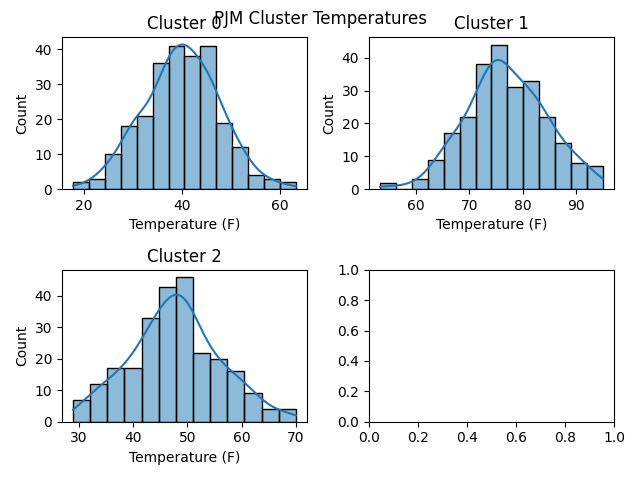 PJM Cluster Temperatures
Cluster 0
Count
40
30
20
10
0
20 40 60
Temperature (F)
Cluster 1
Count
40
30
20
10
0
60 70 80 90
Temperature (F)
Cluster 2
Count
40
30
20
10
0
30 40 50 60 70
Temperature (F)
1.0
0.8
0.6
0.4
0.2
0.0
0.0 0.2 0.4 0.6 0.8 1.0